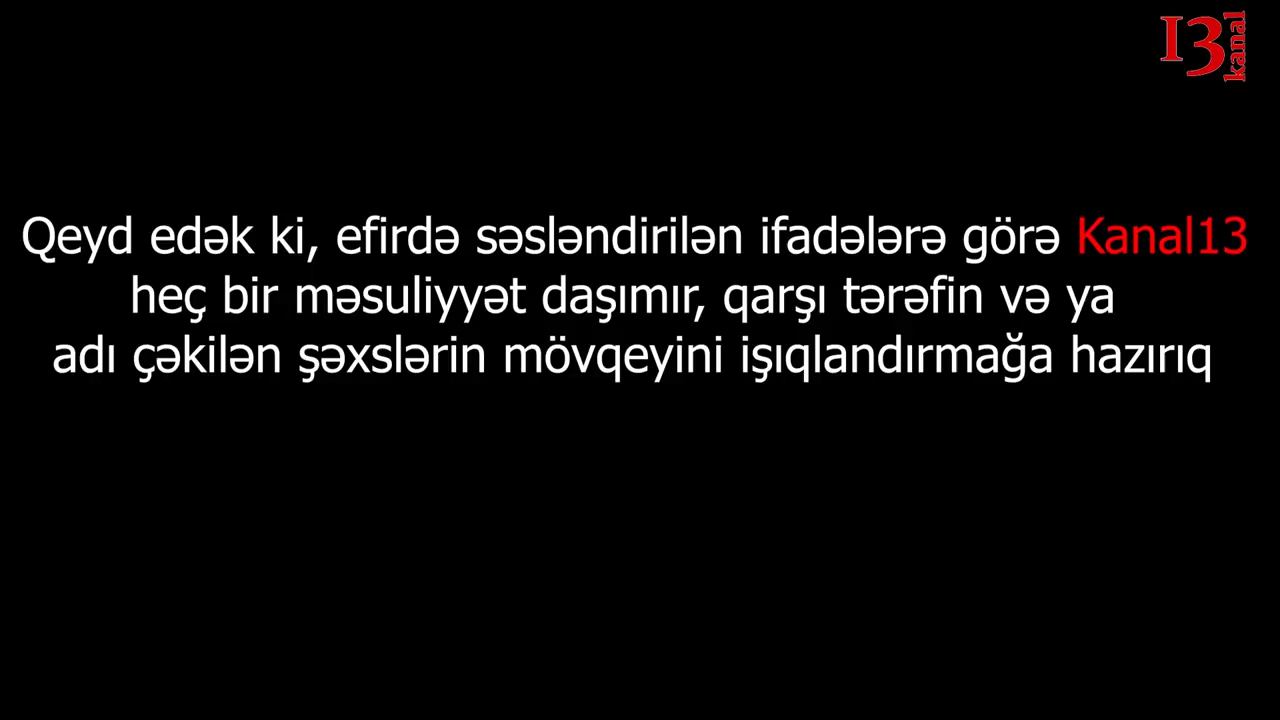 13 kanal
Qeyd edək ki, efirdə səsləndirilən ifadələrə görə Kanal13
heç bir məsuliyyət daşımır, qarşı tərəfin və ya
adı çəkilən şəxslərin mövqeyini işıqlandırmağa hazırıq